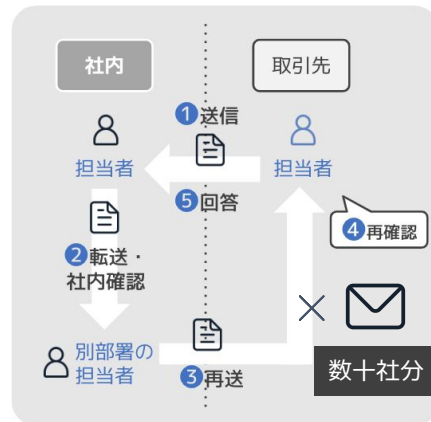 社内
取引先
❶送信
担当者
担当者
❺回答
❹再確認
❷転送・
社内確認
別部署の
担当者
❸再送
×
数十社分